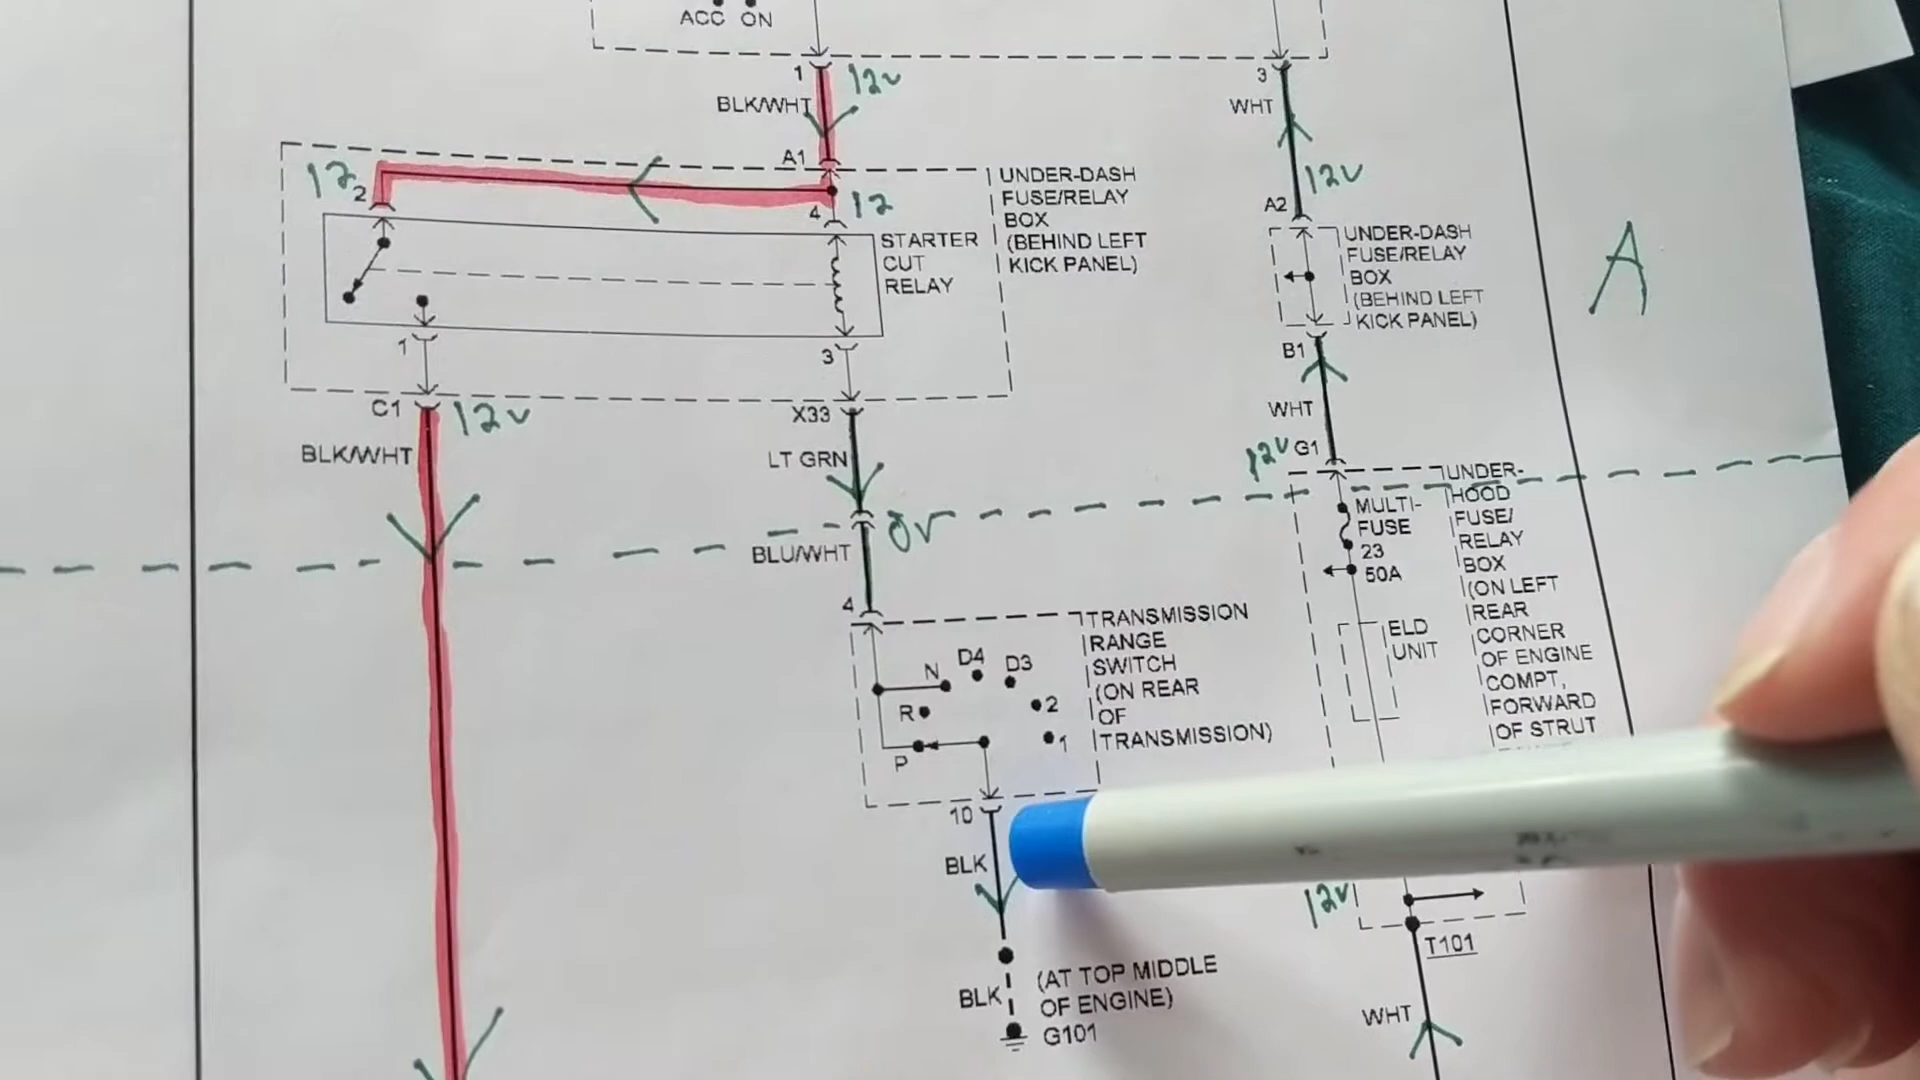 ACC ON
1 12v
BLK/WHT
3
WHT
A1
12
2
4 12
UNDER-DASH
FUSE/RELAY
BOX
(BEHIND LEFT
KICK PANEL)
STARTER
CUT
RELAY
12v
A2
UNDER-DASH
FUSE/RELAY
BOX
(BEHIND LEFT
KICK PANEL)
A
1
3
B1
C1 12v
X33
WHT
BLK/WHT
LT GRN
12v G1
0v
BLU/WHT
UNDER-
HOOD
FUSE/
RELAY
BOX
(ON LEFT
REAR
CORNER
OF ENGINE
COMPT,
FORWARD
OF STRUT
MULTI-
FUSE
23
50A
ELD
UNIT
4
TRANSMISSION
RANGE
SWITCH
(ON REAR
OF
TRANSMISSION)
N D4 D3
R 2
P 1
10
BLK
12v
T101
BLK
(AT TOP MIDDLE
OF ENGINE)
G101
WHT